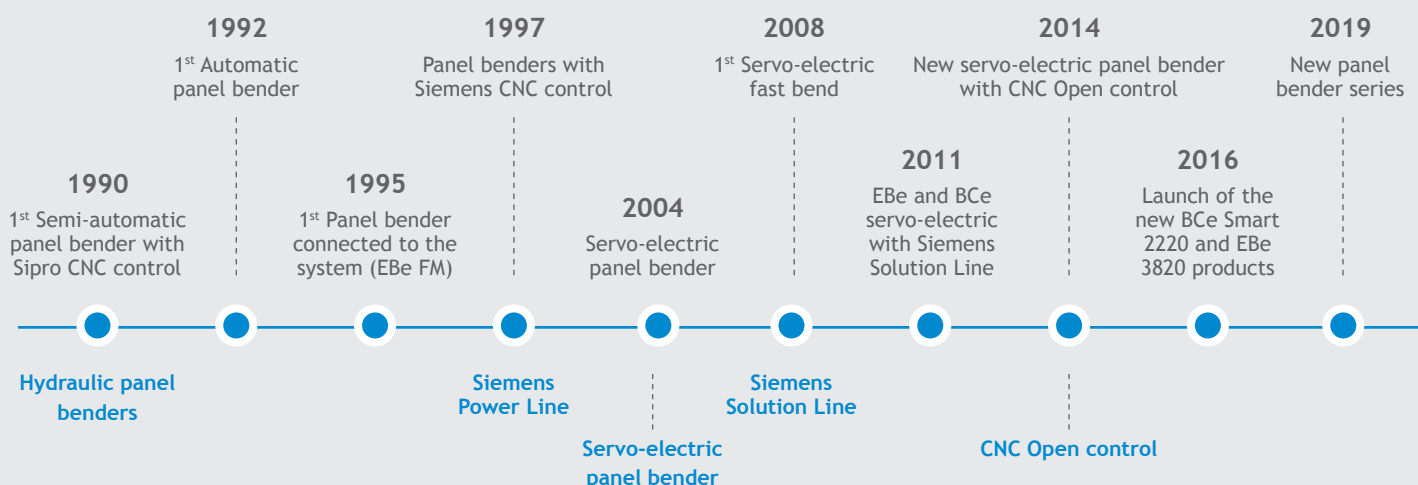 1990
1st Semi-automatic
panel bender with
Sipro CNC control
1992
1st Automatic
panel bender
1995
1st Panel bender
connected to the
system (EBe FM)
1997
Panel benders with
Siemens CNC control
2004
Servo-electric
panel bender
2008
1st Servo-electric
fast bend
2011
EBe and BCe
servo-electric
with Siemens
Solution Line
2014
New servo-electric panel bender
with CNC Open control
2016
Launch of the
new BCe Smart
2220 and EBe
3820 products
2019
New panel
bender series
Hydraulic panel
benders
Siemens
Power Line
Servo-electric
panel bender
Siemens
Solution Line
CNC Open control